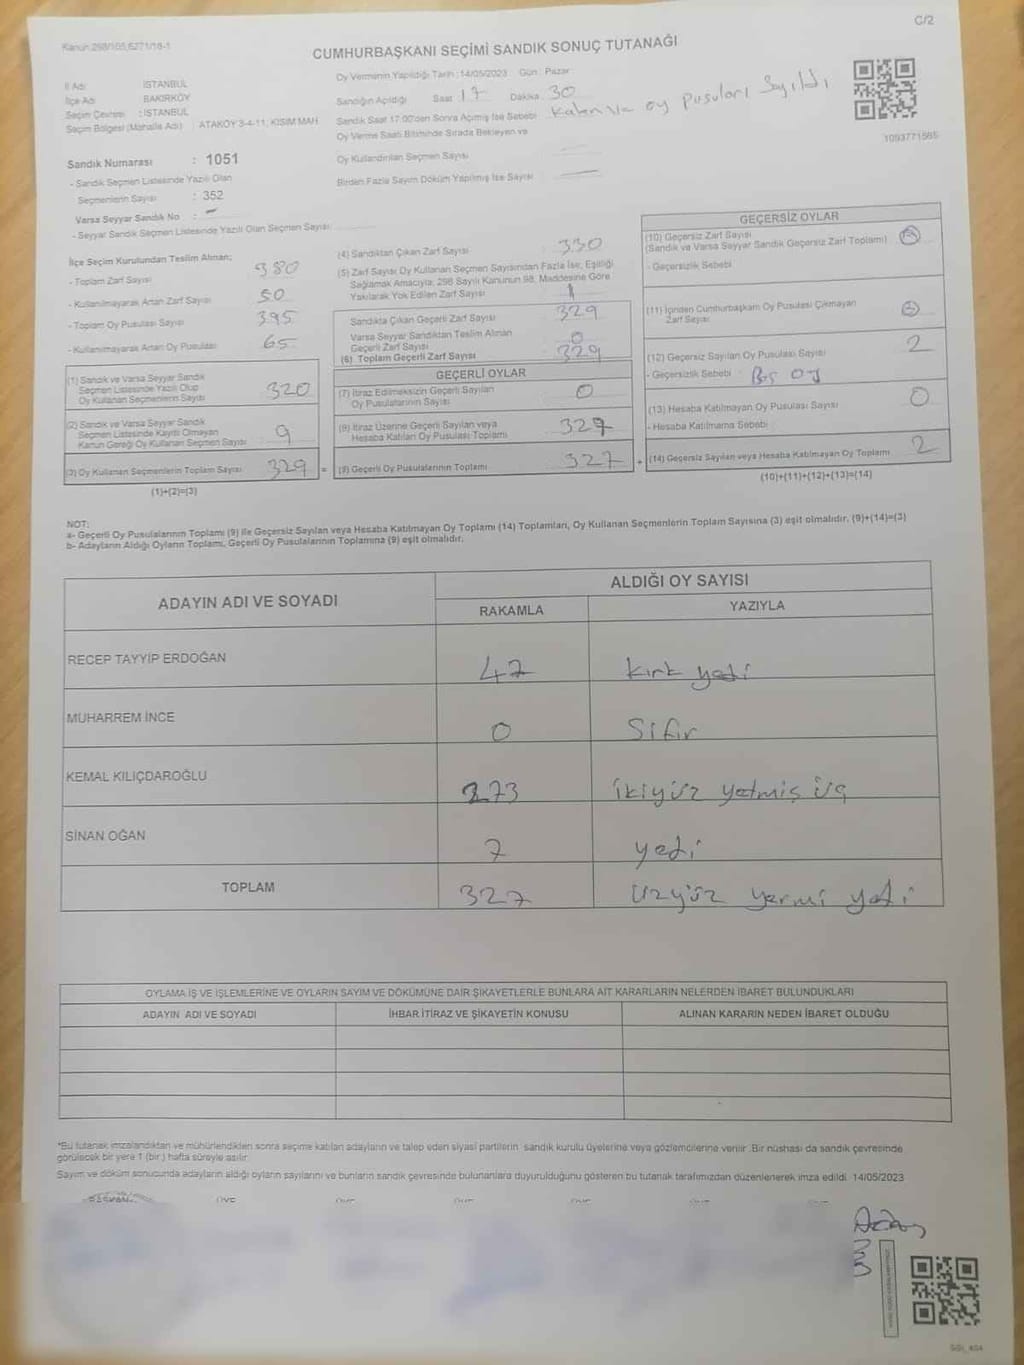 C/2
Kanun:298/105,6271/18-1
CUMHURBAŞKANI SEÇİMİ SANDIK SONUÇ TUTANAĞI
İl Adı : İSTANBUL
İlçe Adı : BAKIRKÖY
Seçim Çevresi : İSTANBUL
Seçim Bölgesi (Mahalle Adı) : ATAKÖY 3-4-11. KISIM MAH.
Oy Vermenin Yapıldığı Tarih : 14/05/2023 Gün : Pazar
Sandığın Açıldığı Saat 17 Dakika 30
Sandık Saat 17:00'den Sonra Açılmış İse Sebebi Kalan ve oy pusuları Sayıldı
Oy Verme Saati Bitiminde Sırada Bekleyen ve
Oy Kullandırılan Seçmen Sayısı
Birden Fazla Sayım Döküm Yapılmış İse Sayısı
1093771565
Sandık Numarası : 1051
- Sandık Seçmen Listesinde Yazılı Olan
Seçmenlerin Sayısı : 352
Varsa Seyyar Sandık No : -
- Seyyar Sandık Seçmen Listesinde Yazılı Olan Seçmen Sayısı:
İlçe Seçim Kurulundan Teslim Alınan;
- Toplam Zarf Sayısı 380
- Kullanılmayarak Artan Zarf Sayısı 50
- Toplam Oy Pusulası Sayısı 395
- Kullanılmayarak Artan Oy Pusulası 65
(1) Sandık ve Varsa Seyyar Sandık
Seçmen Listesinde Yazılı Olup
Oy Kullanan Seçmenlerin Sayısı 320
(2) Sandık ve Varsa Seyyar Sandık
Seçmen Listesinde Kayıtlı Olmayan
Kanun Gereği Oy Kullanan Seçmen Sayısı 9
(3) Oy Kullanan Seçmenlerin Toplam Sayısı 329 =
(1)+(2)=(3)
(4) Sandıktan Çıkan Zarf Sayısı 330
(5) Zarf Sayısı Oy Kullanan Seçmen Sayısından Fazla İse, Eşitliği
Sağlamak Amacıyla; 298 Sayılı Kanunun 98. Maddesine Göre
Yakılarak Yok Edilen Zarf Sayısı 1
Sandıkta Çıkan Geçerli Zarf Sayısı 329
Varsa Seyyar Sandıktan Teslim Alınan
Geçerli Zarf Sayısı 0
(6) Toplam Geçerli Zarf Sayısı 329
GEÇERLİ OYLAR
(7) İtiraz Edilmeksizin Geçerli Sayılan
Oy Pusulalarının Sayısı 0
(8) İtiraz Üzerine Geçerli Sayılan veya
Hesaba Katılan Oy Pusulası Toplamı 327
(9) Geçerli Oy Pusulalarının Toplamı 327 +
GEÇERSİZ OYLAR
(10) Geçersiz Zarf Sayısı
(Sandık ve Varsa Seyyar Sandık Geçersiz Zarf Toplamı)
- Geçersizlik Sebebi
(11) İçinden Cumhurbaşkanı Oy Pusulası Çıkmayan
Zarf Sayısı
(12) Geçersiz Sayılan Oy Pusulası Sayısı 2
- Geçersizlik Sebebi : Boş oy
(13) Hesaba Katılmayan Oy Pusulası Sayısı 0
- Hesaba Katılmama Sebebi
(14) Geçersiz Sayılan veya Hesaba Katılmayan Oy Toplamı 2
(10)+(11)+(12)+(13)=(14)
NOT:
a- Geçerli Oy Pusulalarının Toplamı (9) ile Geçersiz Sayılan veya Hesaba Katılmayan Oy Toplamı (14) Toplamları, Oy Kullanan Seçmenlerin Toplam Sayısına (3) eşit olmalıdır. (9)+(14)=(3)
b- Adayların Aldığı Oyların Toplamı, Geçerli Oy Pusulalarının Toplamına (9) eşit olmalıdır.
ADAYIN ADI VE SOYADI
ALDIĞI OY SAYISI
RAKAMLA YAZIYLA
RECEP TAYYİP ERDOĞAN 47 kırk yedi
MUHARREM İNCE 0 Sıfır
KEMAL KILIÇDAROĞLU 273 ikiyüz yetmiş üç
SİNAN OĞAN 7 yedi
TOPLAM 327 üzyüz yermi yedi
OYLAMA İŞ VE İŞLEMLERİNE VE OYLARIN SAYIM VE DÖKÜMÜNE DAİR ŞİKAYETLERLE BUNLARA AİT KARARLARIN NELERDEN İBARET BULUNDUKLARI
ADAYIN ADI VE SOYADI İHBAR İTİRAZ VE ŞİKAYETİN KONUSU ALINAN KARARIN NEDEN İBARET OLDUĞU
*Bu tutanak imzalandıktan ve mühürlendikten sonra seçime katılan adayların ve talep eden siyasi partilerin sandık kurulu üyelerine veya gözlemcilerine verilir. Bir nüshası da sandık çevresinde
görülecek bir yere 1 (bir) hafta süreyle asılır.
Sayım ve döküm sonucunda adayların aldığı oyların sayılarını ve bunların sandık çevresinde bulunanlara duyurulduğunu gösteren bu tutanak tarafımızdan düzenlenerek imza edildi. 14/05/2023